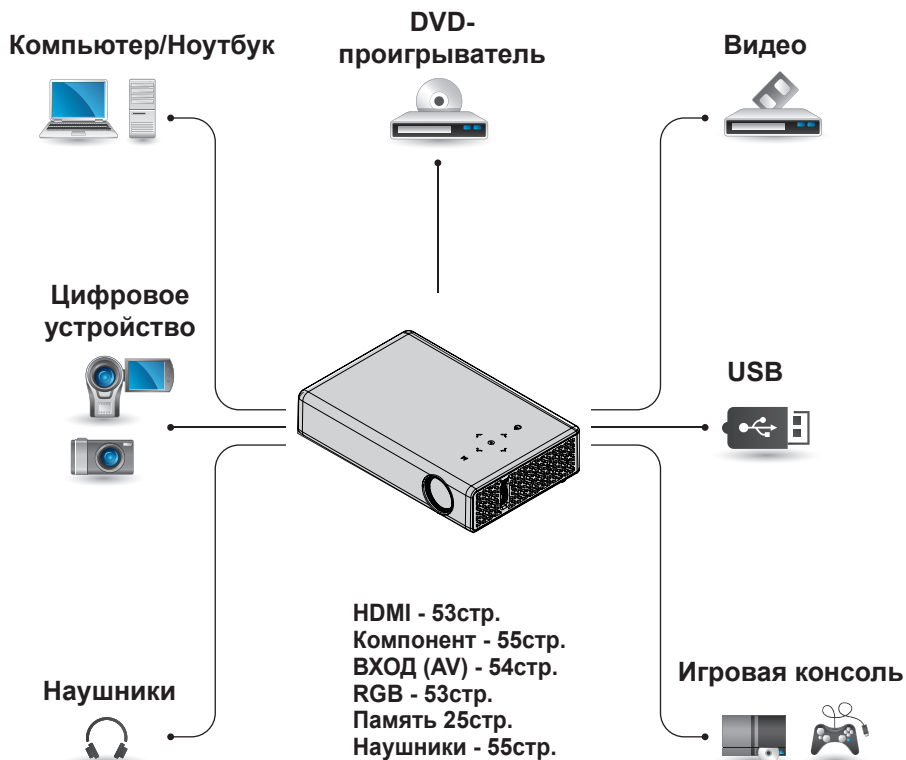 DVD-
проигрыватель
Компьютер/Ноутбук
Видео
Цифровое
устройство
USB
HDMI - 53стр.
Компонент - 55стр.
ВХОД (AV) - 54стр.
RGB - 53стр.
Память 25стр.
Наушники - 55стр.
Наушники
Игровая консоль